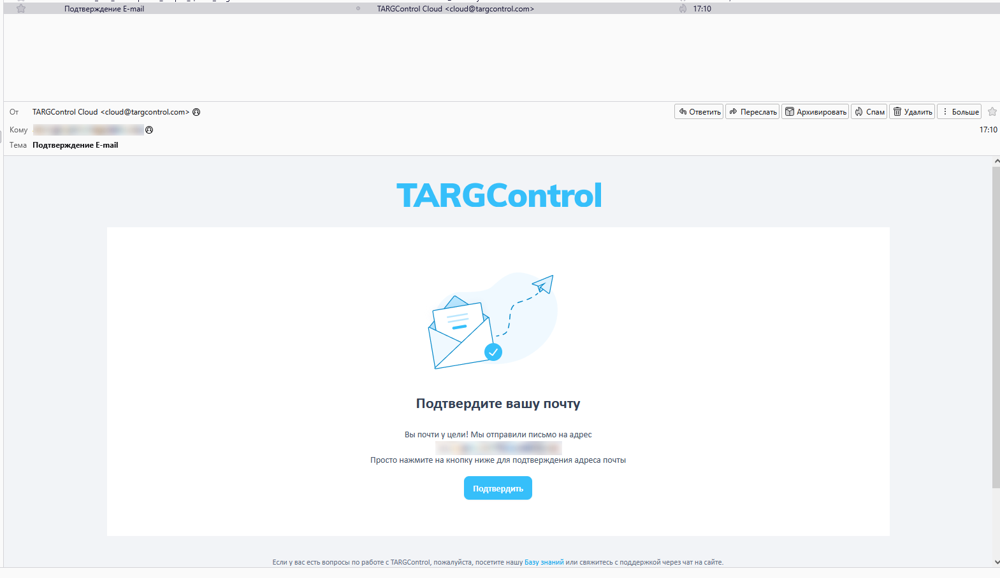 Подтверждение E-mail TARGControl Cloud <cloud@targcontrol.com> 17:10
От TARGControl Cloud <cloud@targcontrol.com> Ответить Переслать Архивировать Спам Удалить Больше
Кому 17:10
Тема Подтверждение E-mail
TARGControl
Подтвердите вашу почту
Вы почти у цели! Мы отправили письмо на адрес
Просто нажмите на кнопку ниже для подтверждения адреса почты
Подтвердить
Если у вас есть вопросы по работе с TARGControl, пожалуйста, посетите нашу Базу знаний или свяжитесь с поддержкой через чат на сайте.